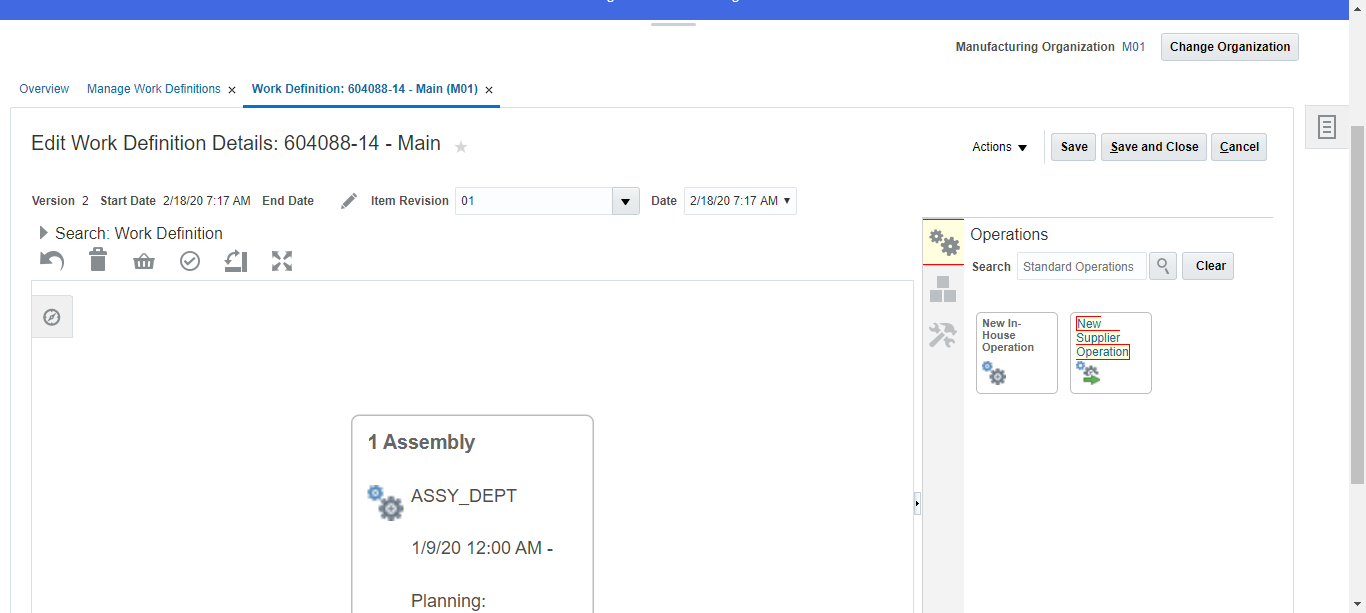 Manufacturing Organization M01 Change Organization
Overview Manage Work Definitions × Work Definition: 604088-14 - Main (M01) ×
Edit Work Definition Details: 604088-14 - Main
Actions Save Save and Close Cancel
Version 2 Start Date 2/18/20 7:17 AM End Date Item Revision 01 Date 2/18/20 7:17 AM
Search: Work Definition
Operations
Search Standard Operations Clear
New In-
House
Operation
New
Supplier
Operation
1 Assembly
ASSY_DEPT
1/9/20 12:00 AM -
Planning: